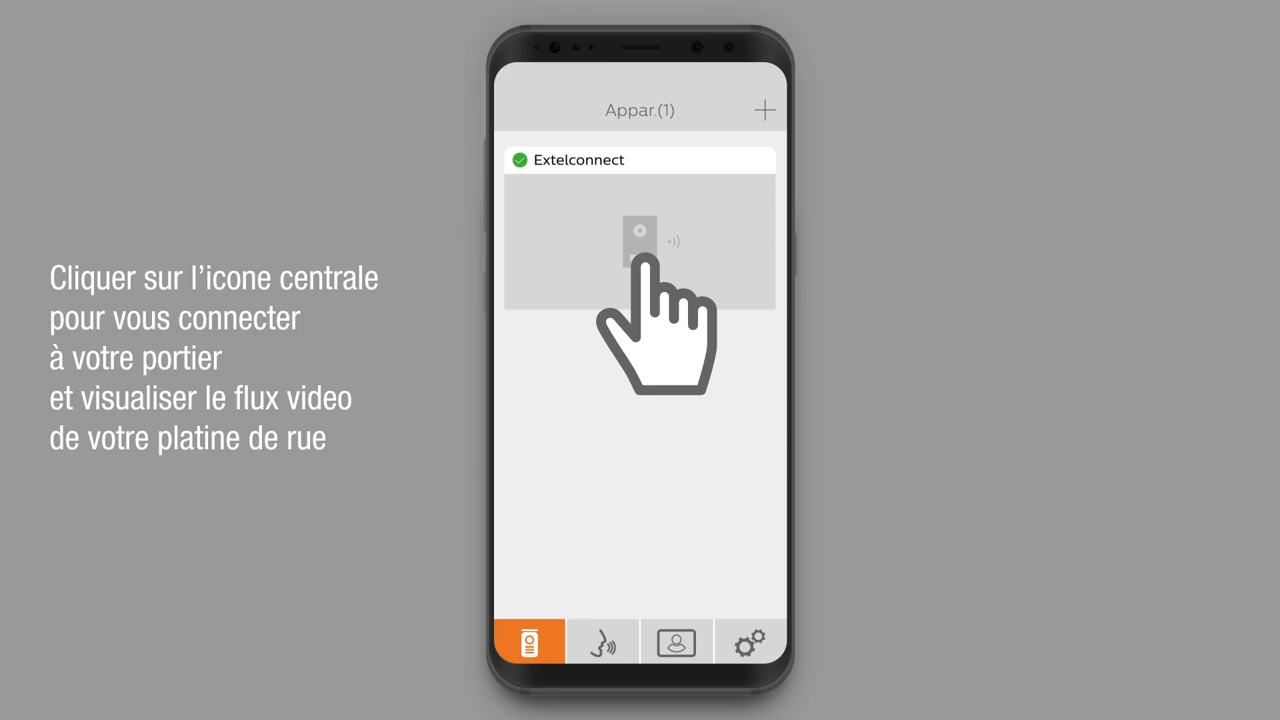 Cliquer sur l’icone centrale
pour vous connecter
à votre portier
et visualiser le flux video
de votre platine de rue
Appar.(1)
Extelconnect